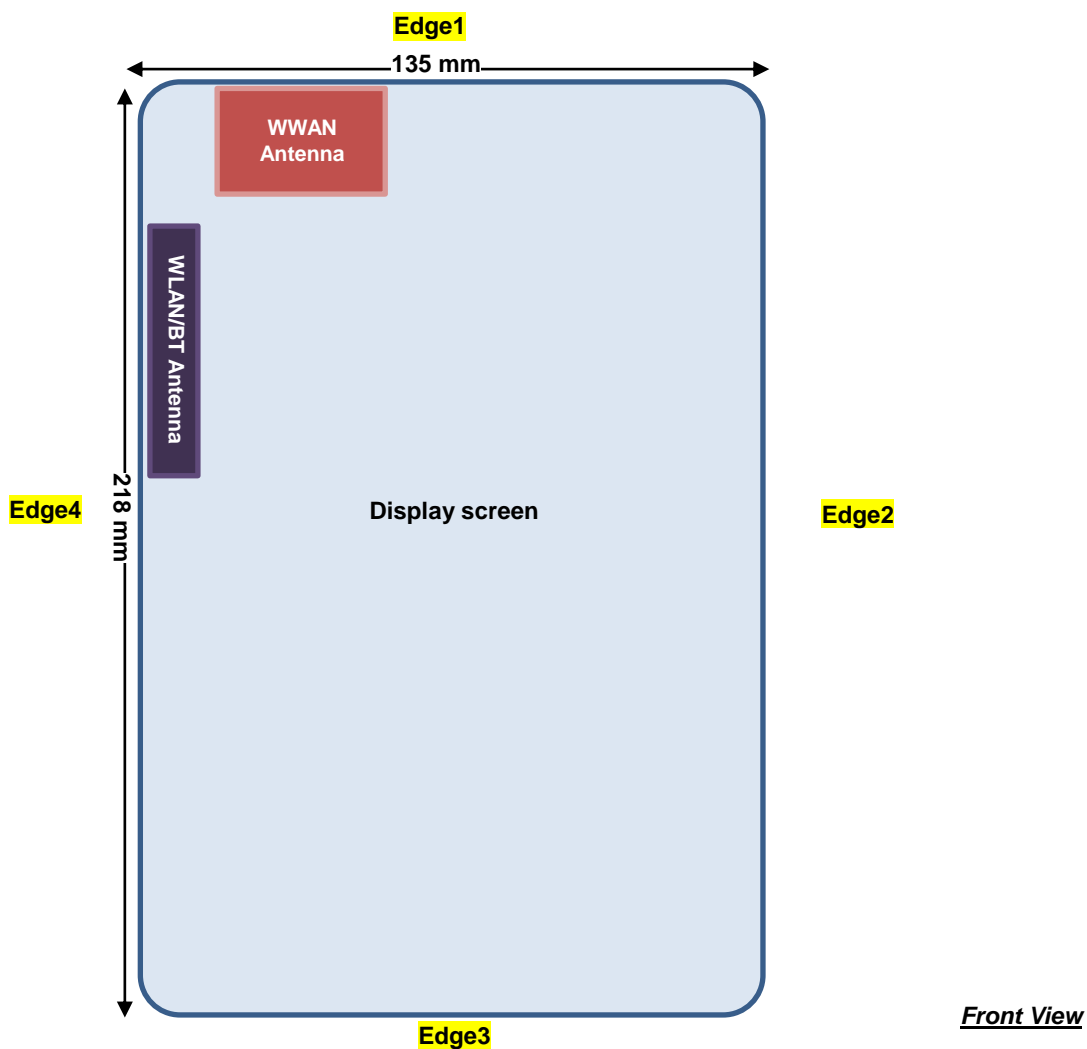 Edge1
135 mm
WWAN
Antenna
WLAN/BT Antenna
218 mm
Edge4
Display screen
Edge2
Edge3
Front View